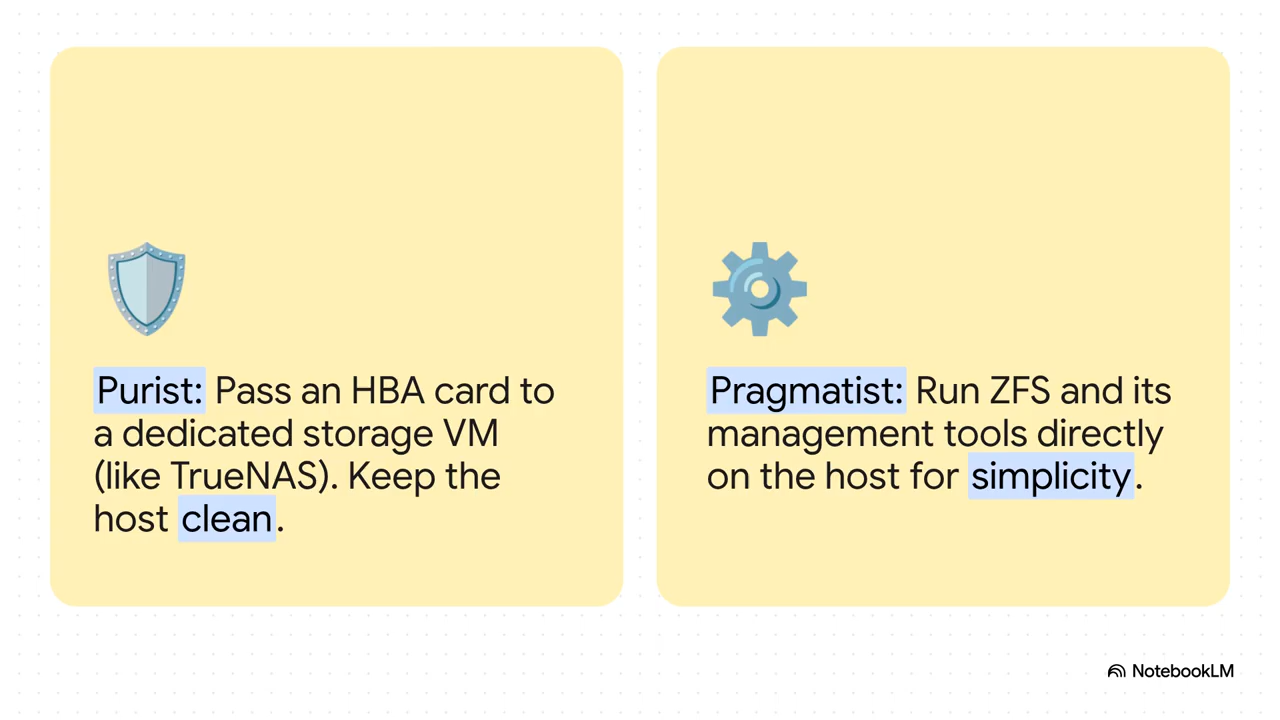 Purist: Pass an HBA card to
a dedicated storage VM
(like TrueNAS). Keep the
host clean.
Pragmatist: Run ZFS and its
management tools directly
on the host for simplicity.
NotebookLM